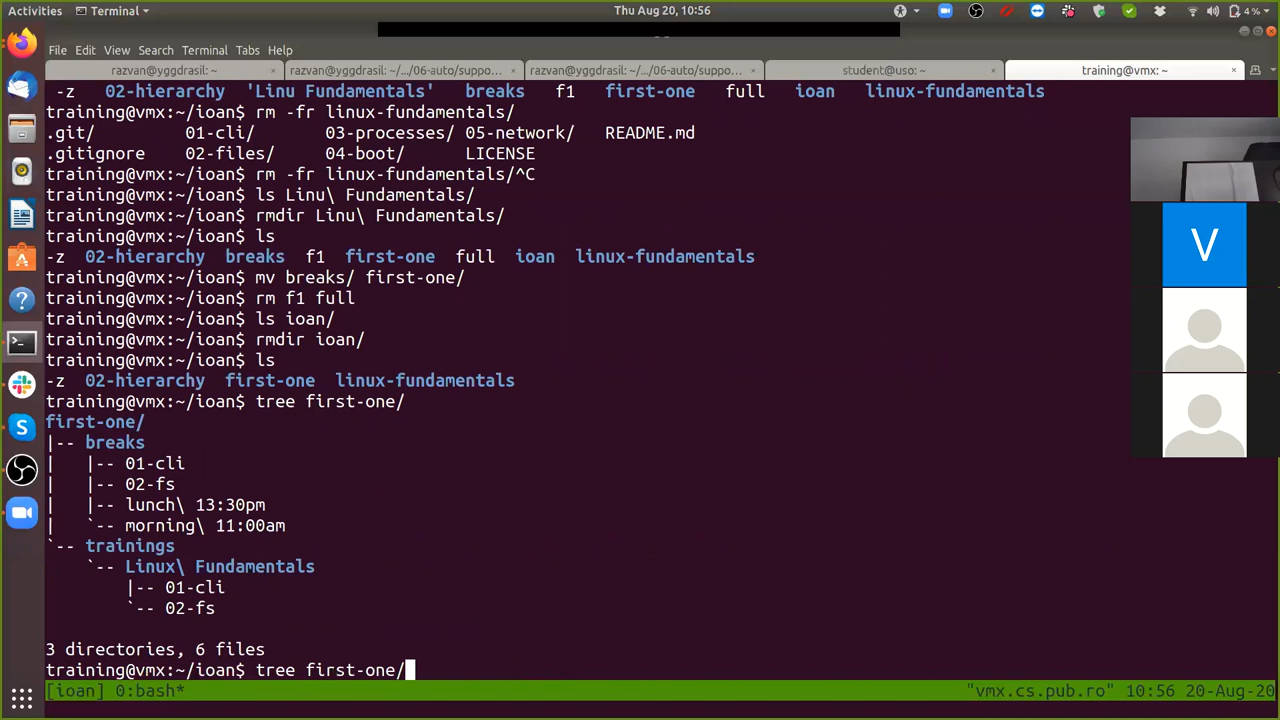 Activities Terminal Thu Aug 20, 10:56 4 %
File Edit View Search Terminal Tabs Help
razvan@yggdrasil: ~ × razvan@yggdrasil: ~/.../06-auto/suppo... × razvan@yggdrasil: ~/.../06-auto/suppo... × student@uso: ~ × training@vmx: ~ ×
-z 02-hierarchy 'Linu Fundamentals' breaks f1 first-one full ioan linux-fundamentals
training@vmx:~/ioan$ rm -fr linux-fundamentals/
.git/ 01-cli/ 03-processes/ 05-network/ README.md
.gitignore 02-files/ 04-boot/ LICENSE
training@vmx:~/ioan$ rm -fr linux-fundamentals/^C
training@vmx:~/ioan$ ls Linu\ Fundamentals/
training@vmx:~/ioan$ rmdir Linu\ Fundamentals/
training@vmx:~/ioan$ ls
-z 02-hierarchy breaks f1 first-one full ioan linux-fundamentals
training@vmx:~/ioan$ mv breaks/ first-one/
training@vmx:~/ioan$ rm f1 full
training@vmx:~/ioan$ ls ioan/
training@vmx:~/ioan$ rmdir ioan/
training@vmx:~/ioan$ ls
-z 02-hierarchy first-one linux-fundamentals
training@vmx:~/ioan$ tree first-one/
first-one/
|-- breaks
|   |-- 01-cli
|   |-- 02-fs
|   |-- lunch\ 13:30pm
|   `-- morning\ 11:00am
`-- trainings
    `-- Linux\ Fundamentals
        |-- 01-cli
        `-- 02-fs
3 directories, 6 files
training@vmx:~/ioan$ tree first-one/
[ioan] 0:bash* "vmx.cs.pub.ro" 10:56 20-Aug-20
V